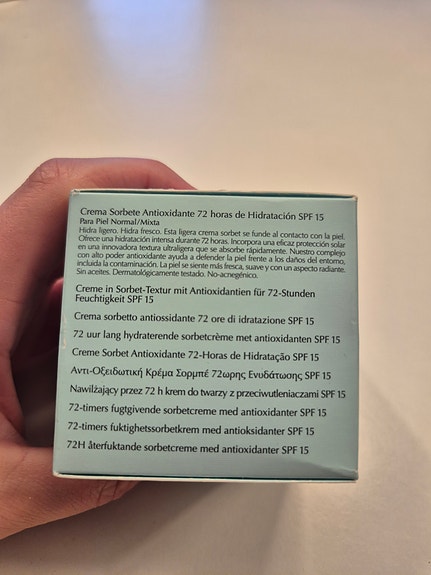 Crema Sorbete Antioxidante 72 horas de Hidratación SPF 15
Para Piel Normal/Mixta
Hidra ligero. Hidra fresco. Esta ligera crema sorbet se funde al contacto con la piel.
Ofrece una hidratación intensa durante 72 horas. Incorpora una eficaz protección solar
en una innovadora textura ultraligera que se absorbe rápidamente. Nuestro complejo
con alto poder antioxidante ayuda a defender la piel frente a los daños del entorno,
incluida la contaminación. La piel se siente más fresca, suave y con un aspecto radiante.
Sin aceites. Dermatológicamente testado. No-acnegénico.
Creme in Sorbet-Textur mit Antioxidantien für 72-Stunden
Feuchtigkeit SPF 15
Crema sorbetto antiossidante 72 ore di idratazione SPF 15
72 uur lang hydraterende sorbetcrème met antioxidanten SPF 15
Creme Sorbet Antioxidante 72-Horas de Hidratação SPF 15
Αντι-Οξειδωτική Κρέμα Σορμπέ 72ωρης Ενυδάτωσης SPF 15
Nawilżający przez 72 h krem do twarzy z przeciwutleniaczami SPF 15
72-timers fugtgivende sorbetcreme med antioxidanter SPF 15
72-timers fuktighetssorbetkrem med antioksidanter SPF 15
72H återfuktande sorbetcreme med antioxidanter SPF 15